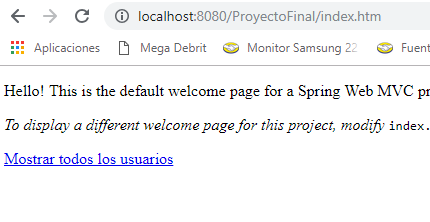 localhost:8080/ProyectoFinal/index.htm
Aplicaciones Mega Debrit Monitor Samsung 22 Fuent
Hello! This is the default welcome page for a Spring Web MVC pr
To display a different welcome page for this project, modify index.
Mostrar todos los usuarios